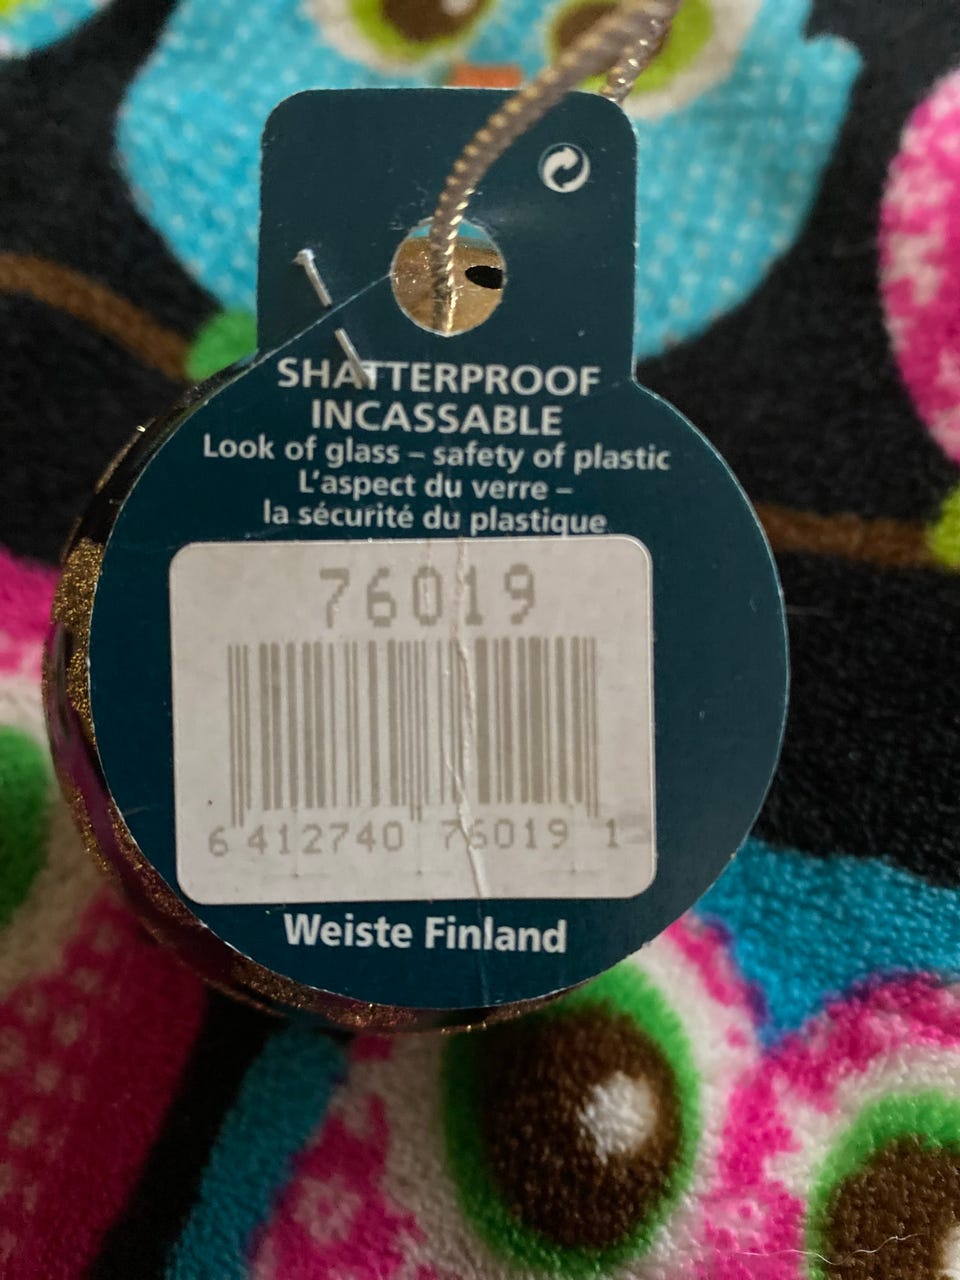 SHATTERPROOF
INCASSABLE
Look of glass – safety of plastic
L'aspect du verre –
la sécurité du plastique
76019
6 412740 76019 1
Weiste Finland